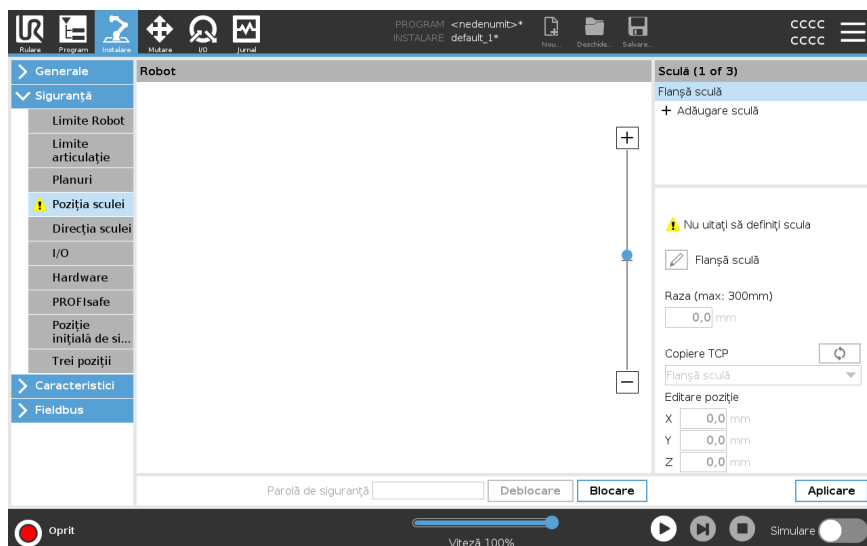 PROGRAM <nedenumit>*
INSTALARE default_1*
cccc
cccc
Rulare Program Instalare Mutare I/O Jurnal Nou... Deschide... Salvare...
Generale
Siguranță
Limite Robot
Limite
articulație
Planuri
Poziția sculei
Direcția sculei
I/O
Hardware
PROFIsafe
Poziție
inițială de si...
Trei poziții
Caracteristici
Fieldbus
Robot
Sculă (1 of 3)
Flanșă sculă
Adăugare sculă
Nu uitați să definiți scula
Flanșă sculă
Raza (max: 300mm)
0,0 mm
Copiere TCP
Flanșă sculă
Editare poziție
X 0,0 mm
Y 0,0 mm
Z 0,0 mm
Parolă de siguranță Deblocare Blocare Aplicare
Oprit
Viteză 100%
Simulare